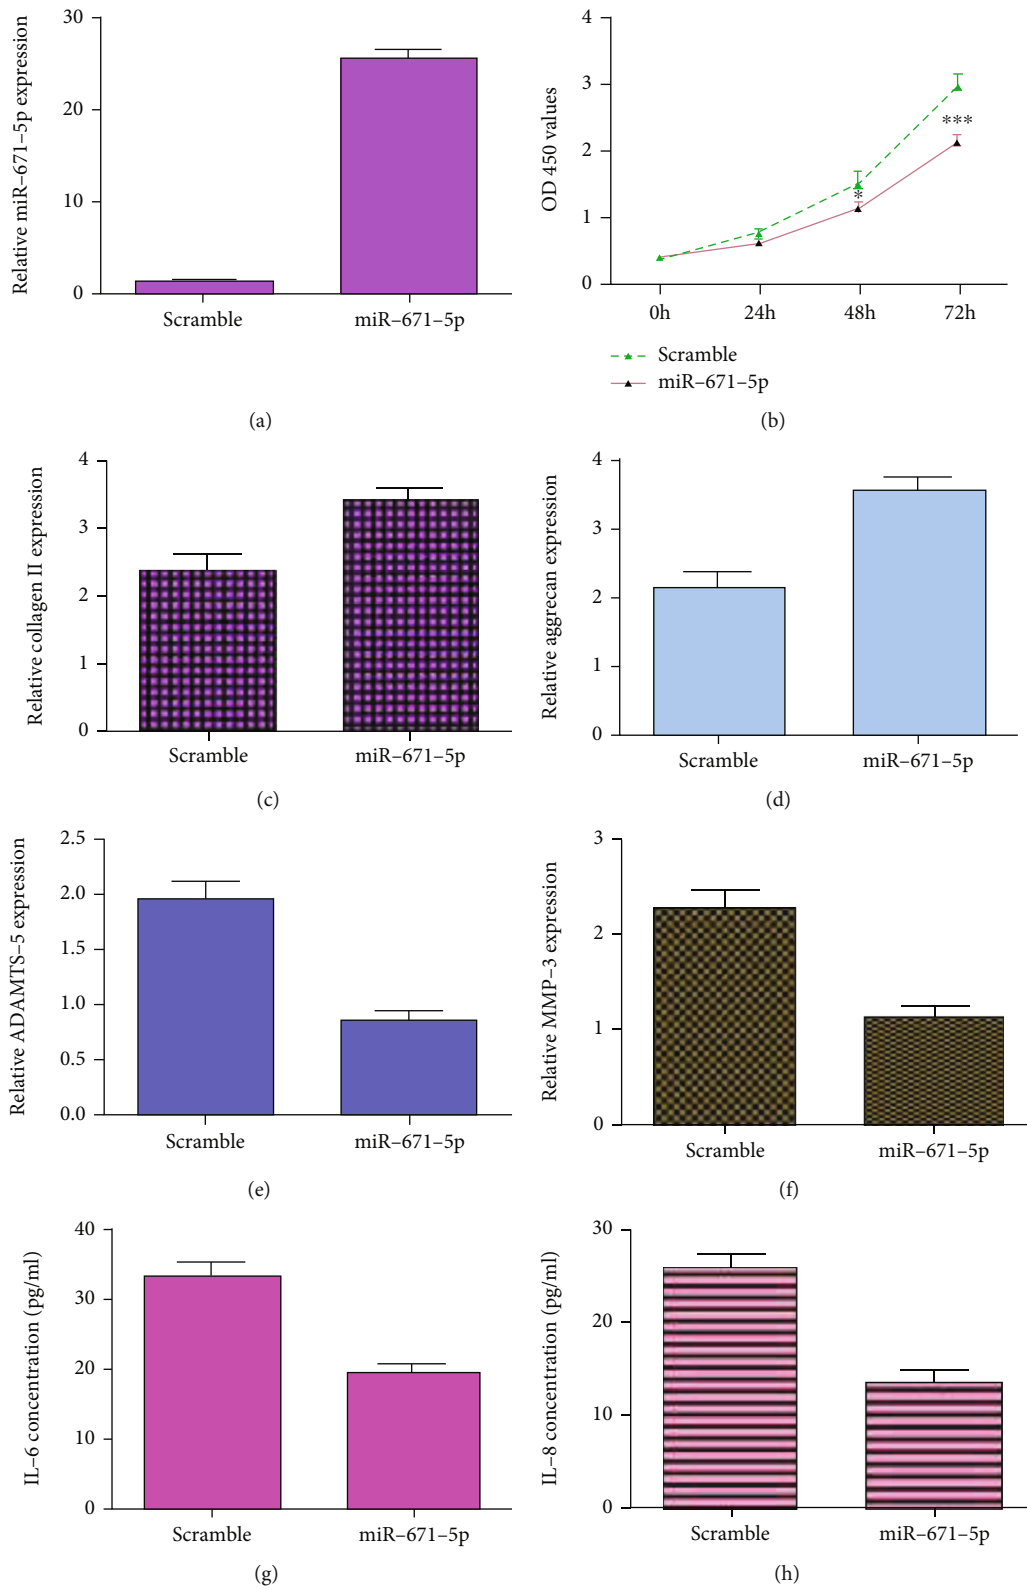 Relative miR–671–5p expression
30
20
10
0
Scramble
miR–671–5p
(a)
OD 450 values
4
3
2
1
0
***
*
0h
24h
48h
72h
Scramble
miR–671–5p
(b)
Relative collagen II expression
4
3
2
1
0
Scramble
miR–671–5p
(c)
Relative aggrecan expression
4
3
2
1
0
Scramble
miR–671–5p
(d)
Relative ADAMTS–5 expression
2.5
2.0
1.5
1.0
0.5
0.0
Scramble
miR–671–5p
(e)
Relative MMP–3 expression
3
2
1
0
Scramble
miR–671–5p
(f)
IL–6 concentration (pg/ml)
40
30
20
10
0
Scramble
miR–671–5p
(g)
IL–8 concentration (pg/ml)
30
20
10
0
Scramble
miR–671–5p
(h)